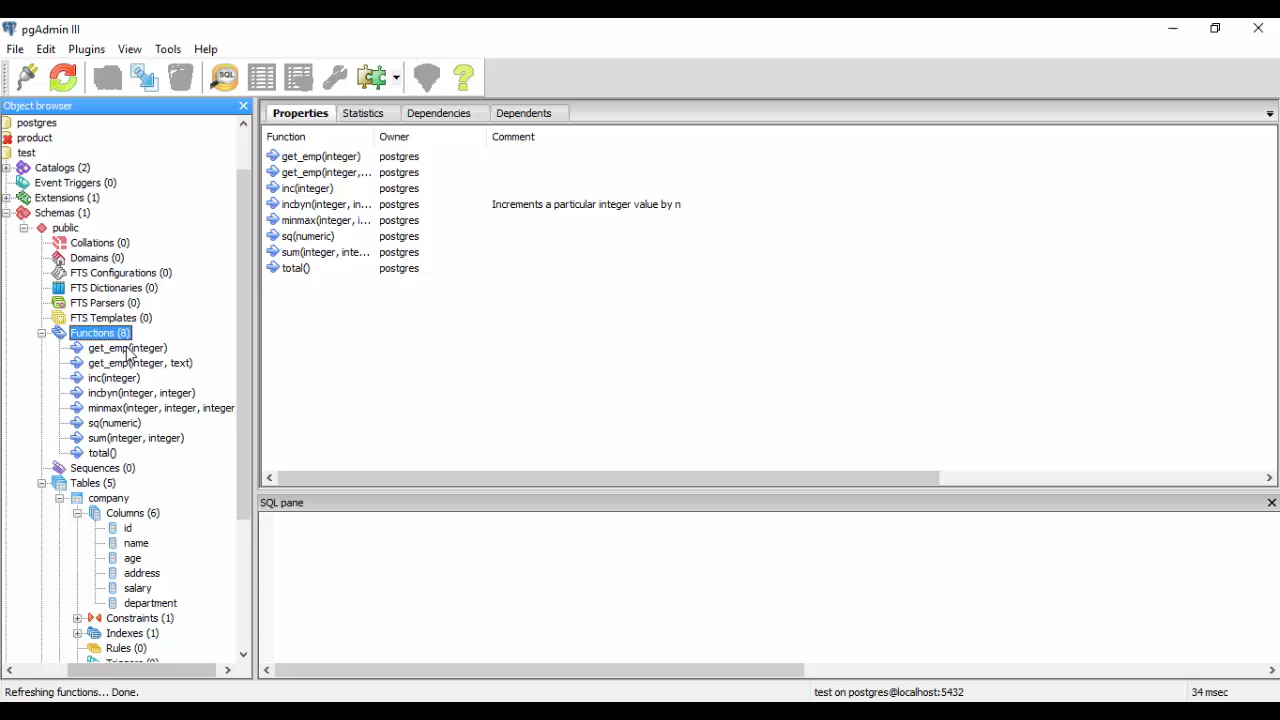 pgAdmin III
File Edit Plugins View Tools Help
SQL
Object browser
postgres
product
test
Catalogs (2)
Event Triggers (0)
Extensions (1)
Schemas (1)
public
Collations (0)
Domains (0)
FTS Configurations (0)
FTS Dictionaries (0)
FTS Parsers (0)
FTS Templates (0)
Functions (8)
get_emp(integer)
get_emp(integer, text)
inc(integer)
incbyn(integer, integer)
minmax(integer, integer, integer
sq(numeric)
sum(integer, integer)
total()
Sequences (0)
Tables (5)
company
Columns (6)
id
name
age
address
salary
department
Constraints (1)
Indexes (1)
Rules (0)
Properties Statistics Dependencies Dependents
Function Owner Comment
get_emp(integer) postgres
get_emp(integer,... postgres
inc(integer) postgres
incbyn(integer, in... postgres Increments a particular integer value by n
minmax(integer, i... postgres
sq(numeric) postgres
sum(integer, inte... postgres
total() postgres
SQL pane
Refreshing functions... Done. test on postgres@localhost:5432 34 msec